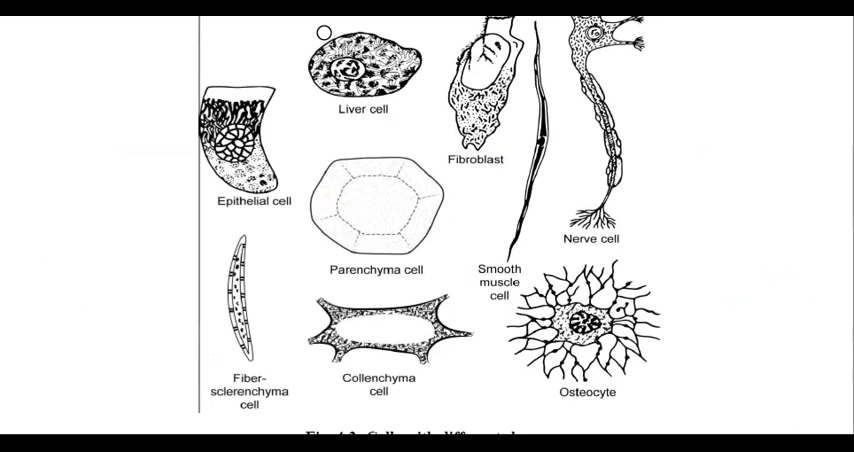 Liver cell
Fibroblast
Epithelial cell
Nerve cell
Parenchyma cell
Smooth
muscle
cell
Fiber-
sclerenchyma
cell
Collenchyma
cell
Osteocyte